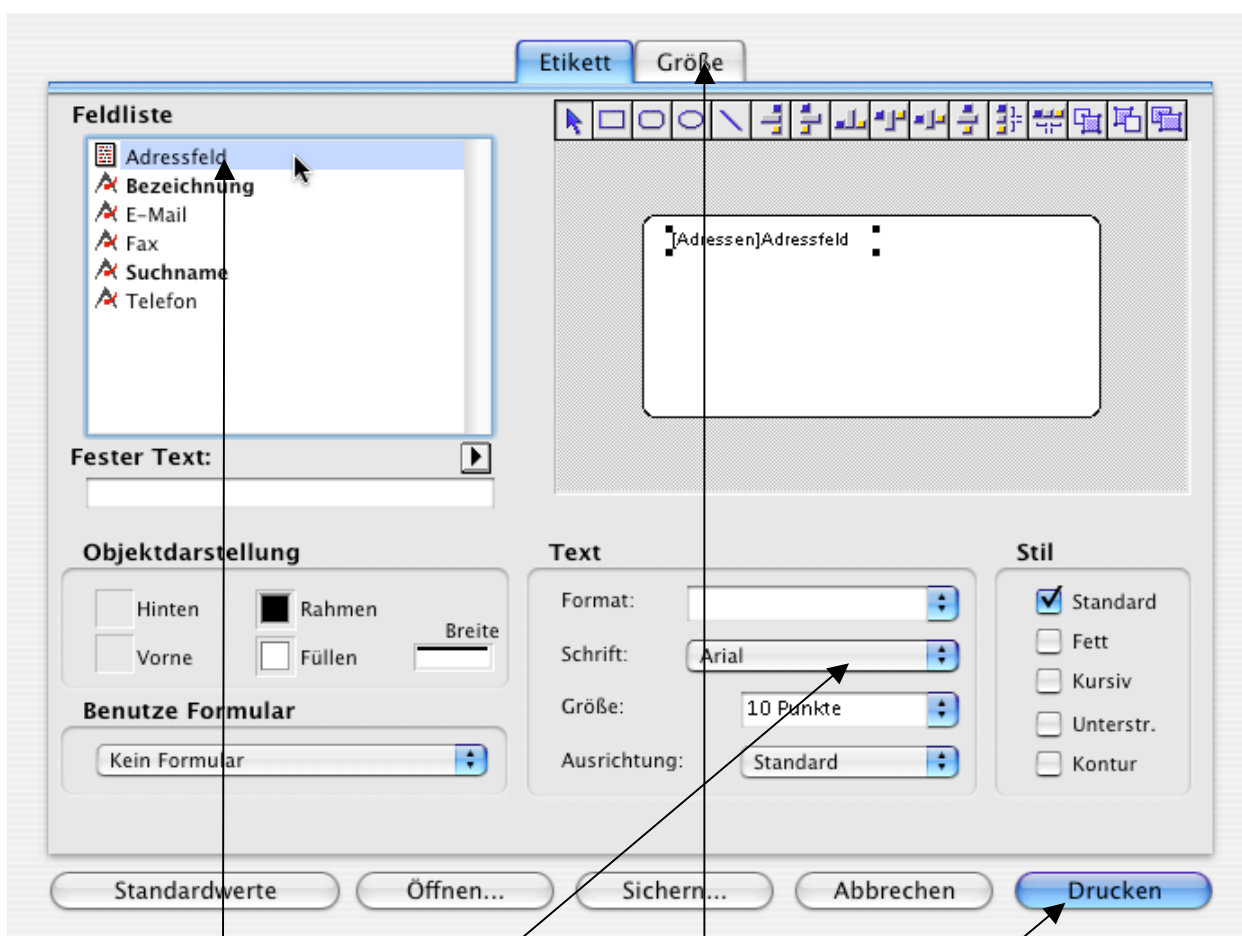 Etikett
Größe
Feldliste
Adressfeld
Bezeichnung
E-Mail
Fax
Suchname
Telefon
[Adressen]Adressfeld
Fester Text:
Objektdarstellung
Hinten
Rahmen
Vorne
Füllen
Breite
Benutze Formular
Kein Formular
Text
Format:
Schrift:
Arial
Größe:
10 Punkte
Ausrichtung:
Standard
Stil
Standard
Fett
Kursiv
Unterstr.
Kontur
Standardwerte
Öffnen...
Sichern...
Abbrechen
Drucken